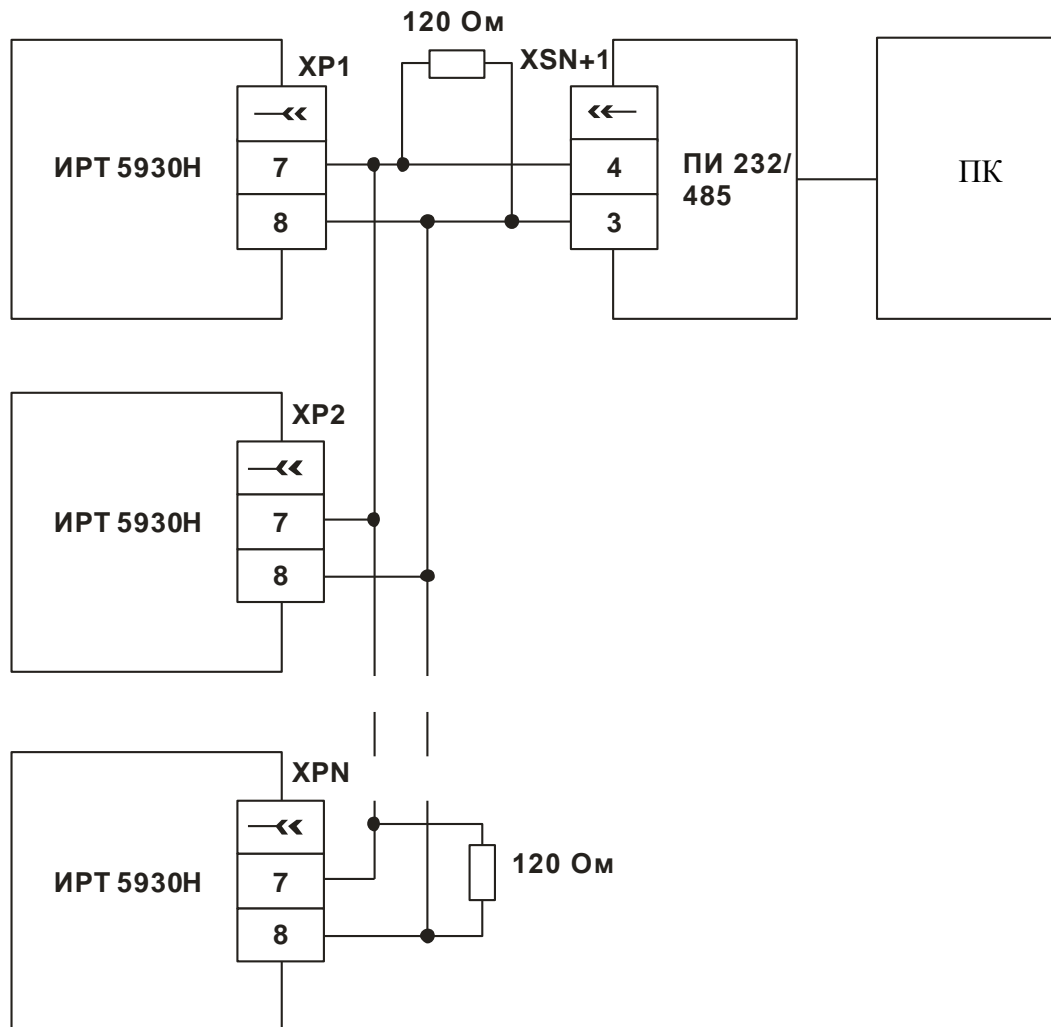 120 Ом
XP1
XSN+1
ИРТ 5930Н
7
8
4
3
ПИ 232/
485
ПК
XP2
ИРТ 5930Н
7
8
XPN
ИРТ 5930Н
7
8
120 Ом